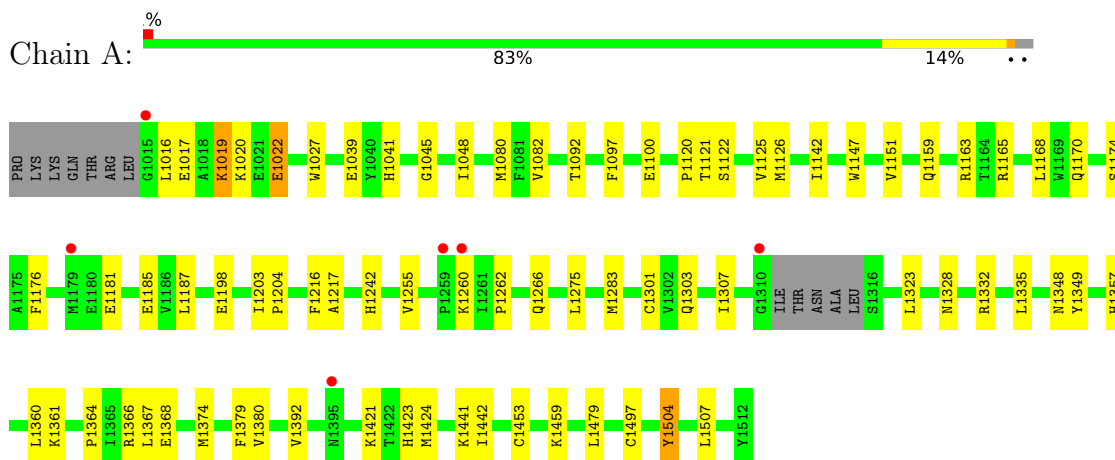 .%
Chain A:
83% 14% • •
PRO LYS LYS GLN THR ARG LEU G1015 L1016 E1017 A1018 K1019 K1020 E1021 E1022 W1027 E1039 Y1040 H1041 G1045 I1048 M1080 F1081 V1082 T1092 F1097 E1100 P1120 T1121 S1122 V1125 M1126 I1142 W1147 V1151 Q1159 R1163 T1164 R1165 L1168 W1169 Q1170 S1174
A1175 F1176 M1179 E1180 E1181 E1185 V1186 L1187 E1198 I1203 P1204 F1216 A1217 H1242 V1255 P1259 K1260 I1261 P1262 Q1266 L1275 M1283 C1301 V1302 Q1303 I1307 G1310 ILE THR ASN ALA LEU S1316 L1323 N1328 R1332 L1335 N1348 Y1349 H1357
L1360 K1361 P1364 I1365 R1366 L1367 E1368 M1374 F1379 V1380 V1392 N1395 K1421 T1422 H1423 M1424 K1441 I1442 C1453 K1459 L1479 C1497 Y1504 L1507 Y1512